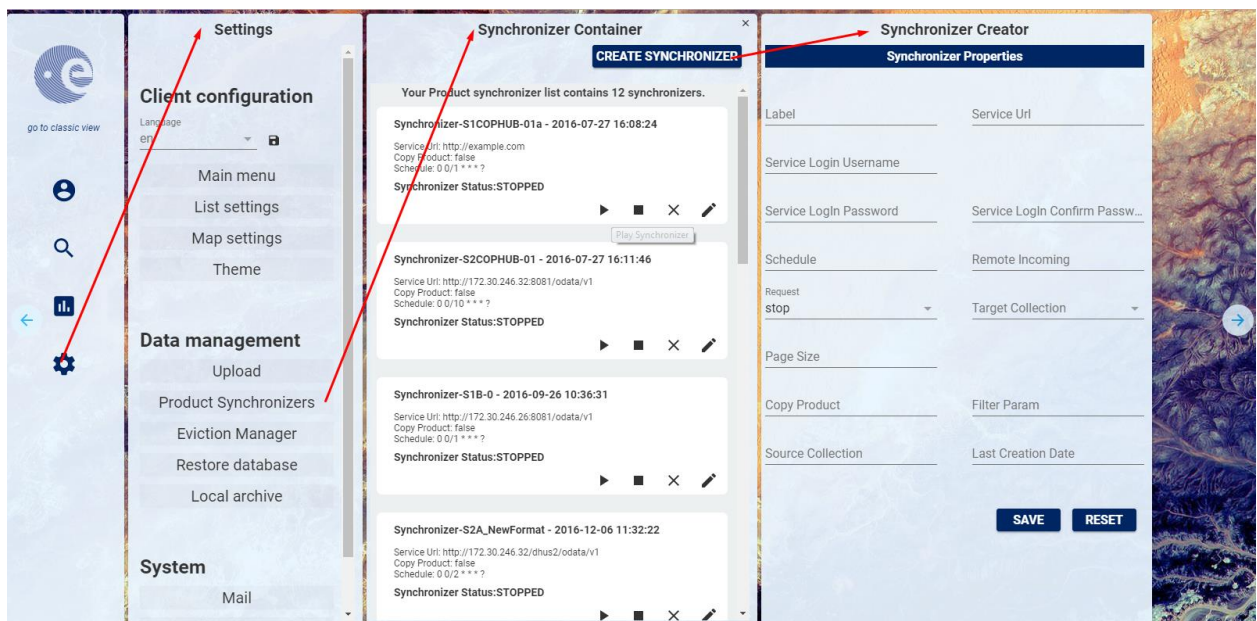 go to classic view
Settings
Client configuration
Language
en
Main menu
List settings
Map settings
Theme
Data management
Upload
Product Synchronizers
Eviction Manager
Restore database
Local archive
System
Mail
Synchronizer Container
×
CREATE SYNCHRONIZER
Your Product synchronizer list contains 12 synchronizers.
Synchronizer-S1COPHUB-01a - 2016-07-27 16:08:24
Service Url: http://example.com
Copy Product: false
Schedule: 0 0/1 * * * ?
Synchronizer Status:STOPPED
Play Synchronizer
Synchronizer-S2COPHUB-01 - 2016-07-27 16:11:46
Service Url: http://172.30.246.32:8081/odata/v1
Copy Product: false
Schedule: 0 0/10 * * * ?
Synchronizer Status:STOPPED
Synchronizer-S1B-0 - 2016-09-26 10:36:31
Service Url: http://172.30.246.26:8081/odata/v1
Copy Product: false
Schedule: 0 0/1 * * * ?
Synchronizer Status:STOPPED
Synchronizer-S2A_NewFormat - 2016-12-06 11:32:22
Service Url: http://172.30.246.32/dhus2/odata/v1
Copy Product: false
Schedule: 0 0/2 * * * ?
Synchronizer Status:STOPPED
Synchronizer Creator
Synchronizer Properties
Label
Service Url
Service Login Username
Service LogIn Password
Service LogIn Confirm Passw...
Schedule
Remote Incoming
Request
stop
Target Collection
Page Size
Copy Product
Filter Param
Source Collection
Last Creation Date
SAVE
RESET